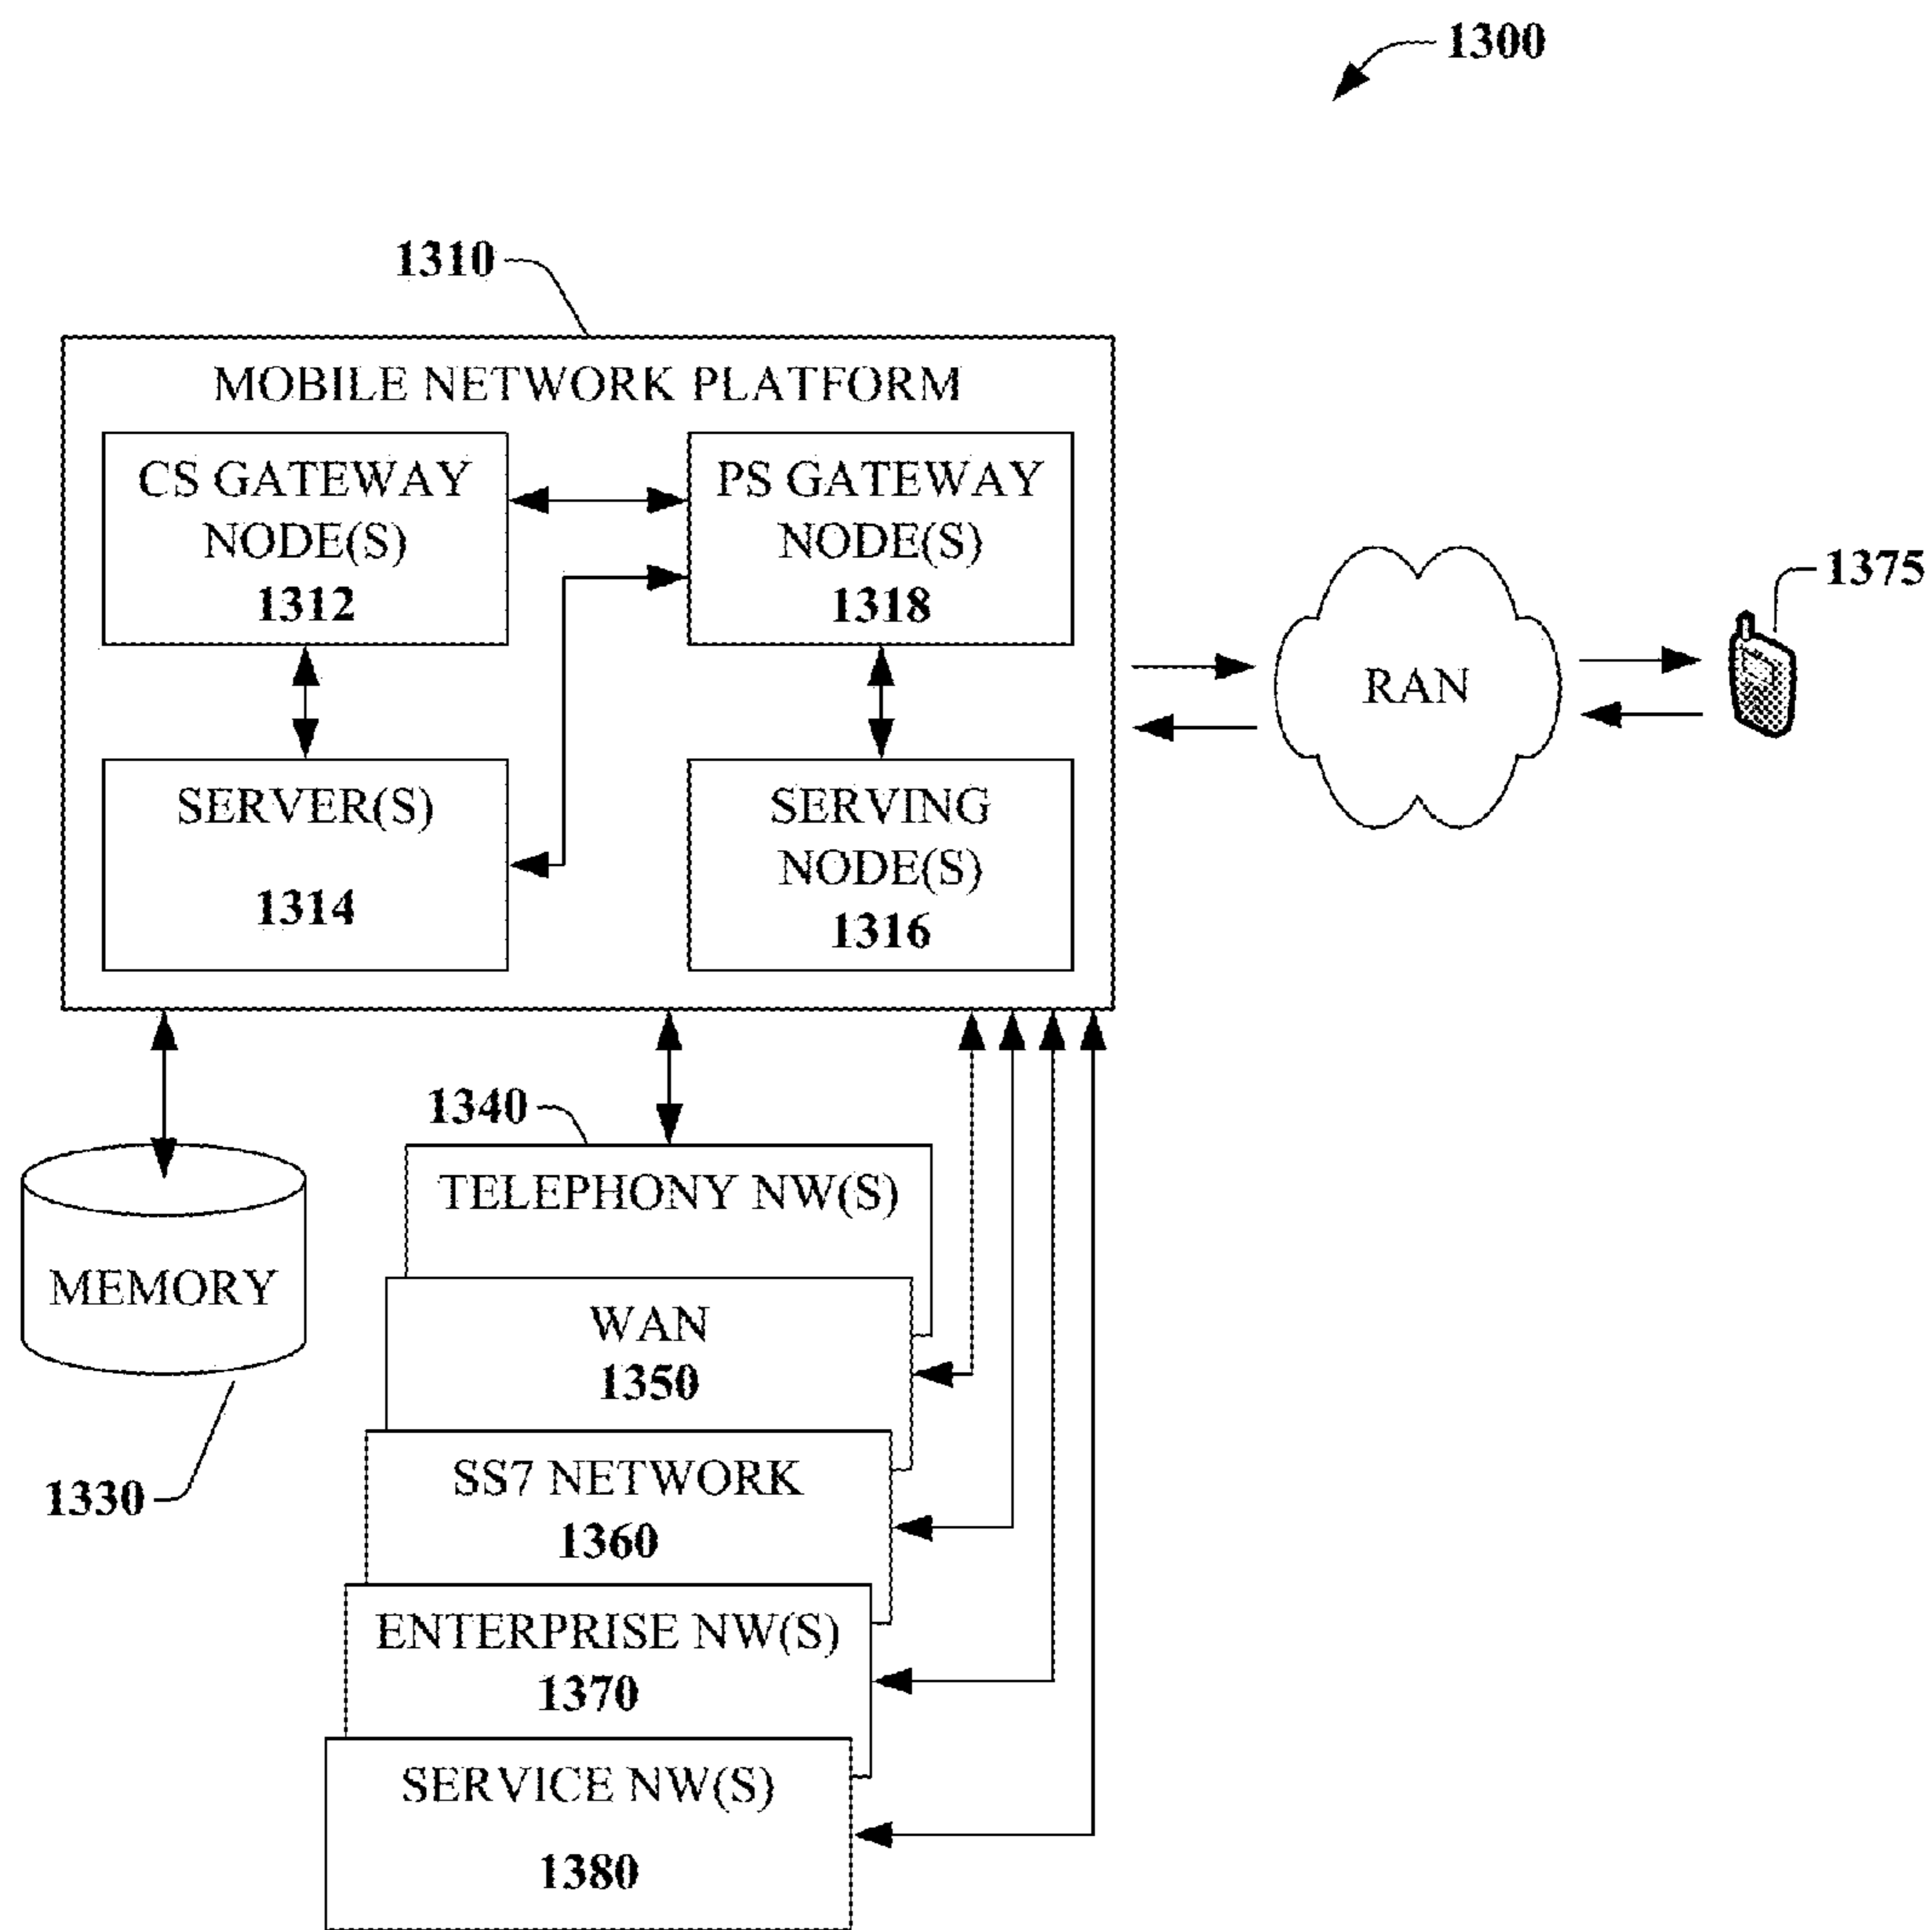 1300
1310
MOBILE NETWORK PLATFORM
CS GATEWAY
NODE(S)
1312
PS GATEWAY
NODE(S)
1318
SERVER(S)
1314
SERVING
NODE(S)
1316
RAN
1375
1340
TELEPHONY NW(S)
MEMORY
1330
WAN
1350
SS7 NETWORK
1360
ENTERPRISE NW(S)
1370
SERVICE NW(S)
1380